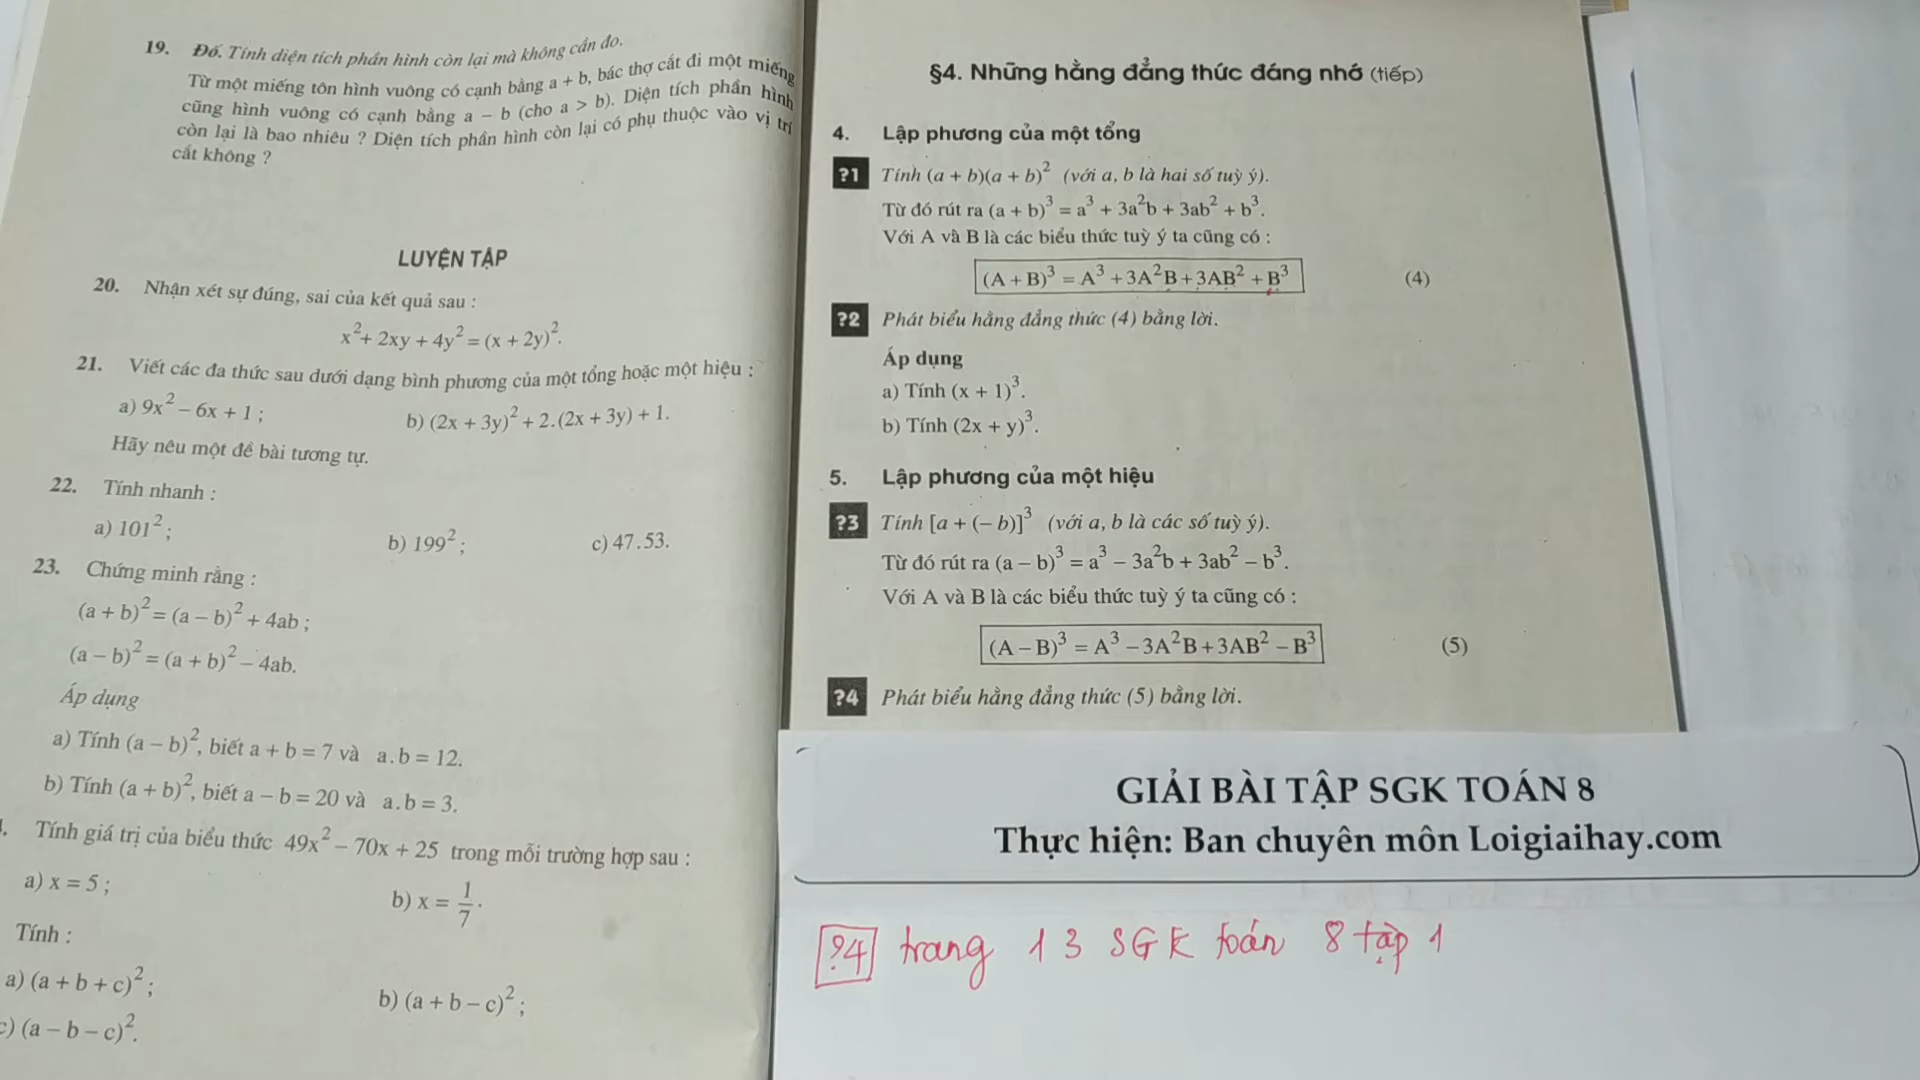 19. Đố. Tính diện tích phần hình còn lại mà không cần đo.
Từ một miếng tôn hình vuông có cạnh bằng a + b, bác thợ cắt đi một miếng
cũng hình vuông có cạnh bằng a – b (cho a > b). Diện tích phần hình
còn lại là bao nhiêu ? Diện tích phần hình còn lại có phụ thuộc vào vị trí
cắt không ?
LUYỆN TẬP
20. Nhận xét sự đúng, sai của kết quả sau :
x² + 2xy + 4y² = (x + 2y)².
21. Viết các đa thức sau dưới dạng bình phương của một tổng hoặc một hiệu :
a) 9x² – 6x + 1 ; b) (2x + 3y)² + 2.(2x + 3y) + 1.
Hãy nêu một đề bài tương tự.
22. Tính nhanh :
a) 101² ; b) 199² ; c) 47.53.
23. Chứng minh rằng :
(a + b)² = (a – b)² + 4ab ;
(a – b)² = (a + b)² – 4ab.
Áp dụng
a) Tính (a – b)², biết a + b = 7 và a.b = 12.
b) Tính (a + b)², biết a – b = 20 và a.b = 3.
. Tính giá trị của biểu thức 49x² – 70x + 25 trong mỗi trường hợp sau :
a) x = 5 ; b) x = 1/7 .
Tính :
a) (a + b + c)² ; b) (a + b – c)² ;
c) (a – b – c)².
§4. Những hằng đẳng thức đáng nhớ (tiếp)
4. Lập phương của một tổng
?1 Tính (a + b)(a + b)² (với a, b là hai số tuỳ ý).
Từ đó rút ra (a + b)³ = a³ + 3a²b + 3ab² + b³.
Với A và B là các biểu thức tuỳ ý ta cũng có :
(A + B)³ = A³ + 3A²B + 3AB² + B³ (4)
?2 Phát biểu hằng đẳng thức (4) bằng lời.
Áp dụng
a) Tính (x + 1)³.
b) Tính (2x + y)³.
5. Lập phương của một hiệu
?3 Tính [a + (– b)]³ (với a, b là các số tuỳ ý).
Từ đó rút ra (a – b)³ = a³ – 3a²b + 3ab² – b³.
Với A và B là các biểu thức tuỳ ý ta cũng có :
(A – B)³ = A³ – 3A²B + 3AB² – B³ (5)
?4 Phát biểu hằng đẳng thức (5) bằng lời.
GIẢI BÀI TẬP SGK TOÁN 8
Thực hiện: Ban chuyên môn Loigiaihay.com
?4 trang 13 SGK toán 8 tập 1